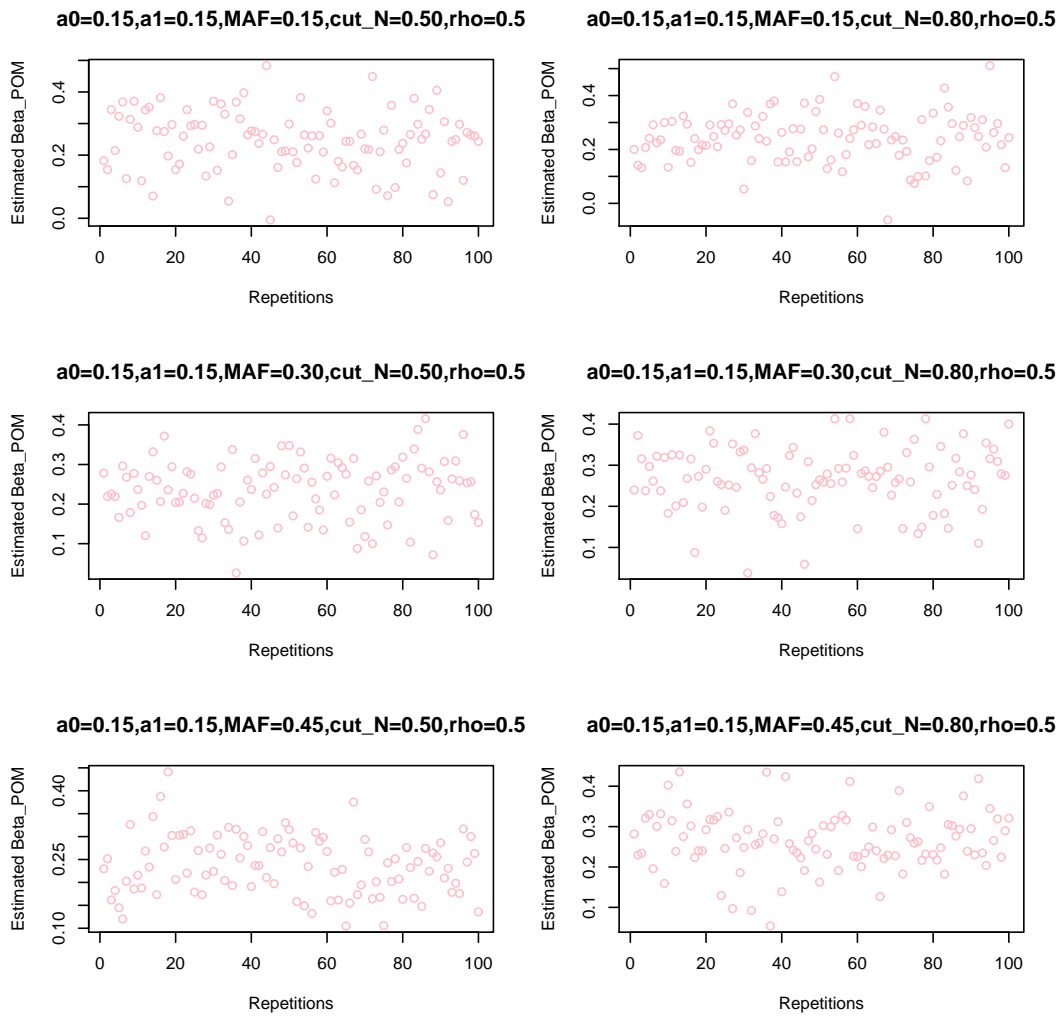 a0=0.15,a1=0.15,MAF=0.15,cut_N=0.50,rho=0.5
Estimated Beta_POM
0.4
0.2
0.0
0 20 40 60 80 100
Repetitions
a0=0.15,a1=0.15,MAF=0.15,cut_N=0.80,rho=0.5
Estimated Beta_POM
0.4
0.2
0.0
0 20 40 60 80 100
Repetitions
a0=0.15,a1=0.15,MAF=0.30,cut_N=0.50,rho=0.5
Estimated Beta_POM
0.4
0.3
0.2
0.1
0 20 40 60 80 100
Repetitions
a0=0.15,a1=0.15,MAF=0.30,cut_N=0.80,rho=0.5
Estimated Beta_POM
0.4
0.3
0.2
0.1
0 20 40 60 80 100
Repetitions
a0=0.15,a1=0.15,MAF=0.45,cut_N=0.50,rho=0.5
Estimated Beta_POM
0.40
0.25
0.10
0 20 40 60 80 100
Repetitions
a0=0.15,a1=0.15,MAF=0.45,cut_N=0.80,rho=0.5
Estimated Beta_POM
0.4
0.3
0.2
0.1
0 20 40 60 80 100
Repetitions